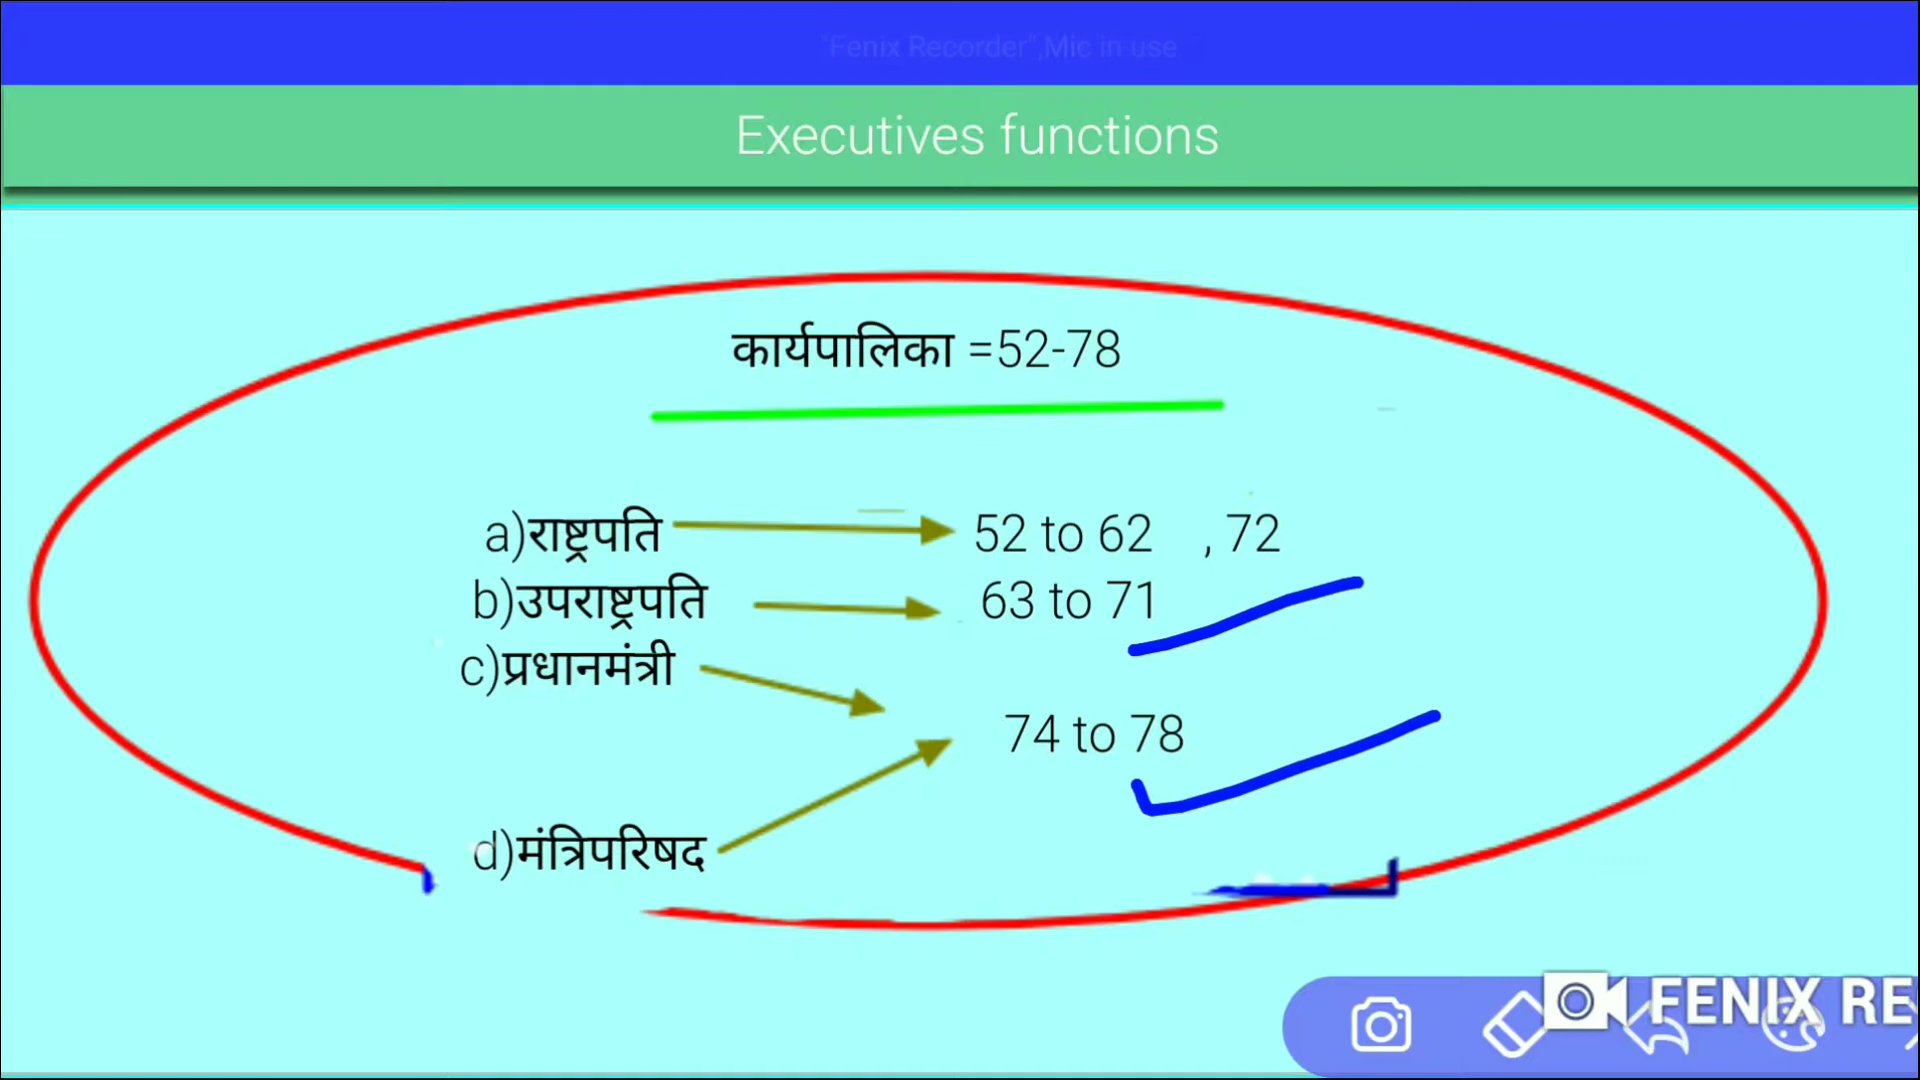 "Fenix Recorder",Mic in use
Executives functions
कार्यपालिका =52-78
a)राष्ट्रपति 52 to 62 , 72
b)उपराष्ट्रपति 63 to 71
c)प्रधानमंत्री
74 to 78
d)मंत्रिपरिषद
FENIX RE